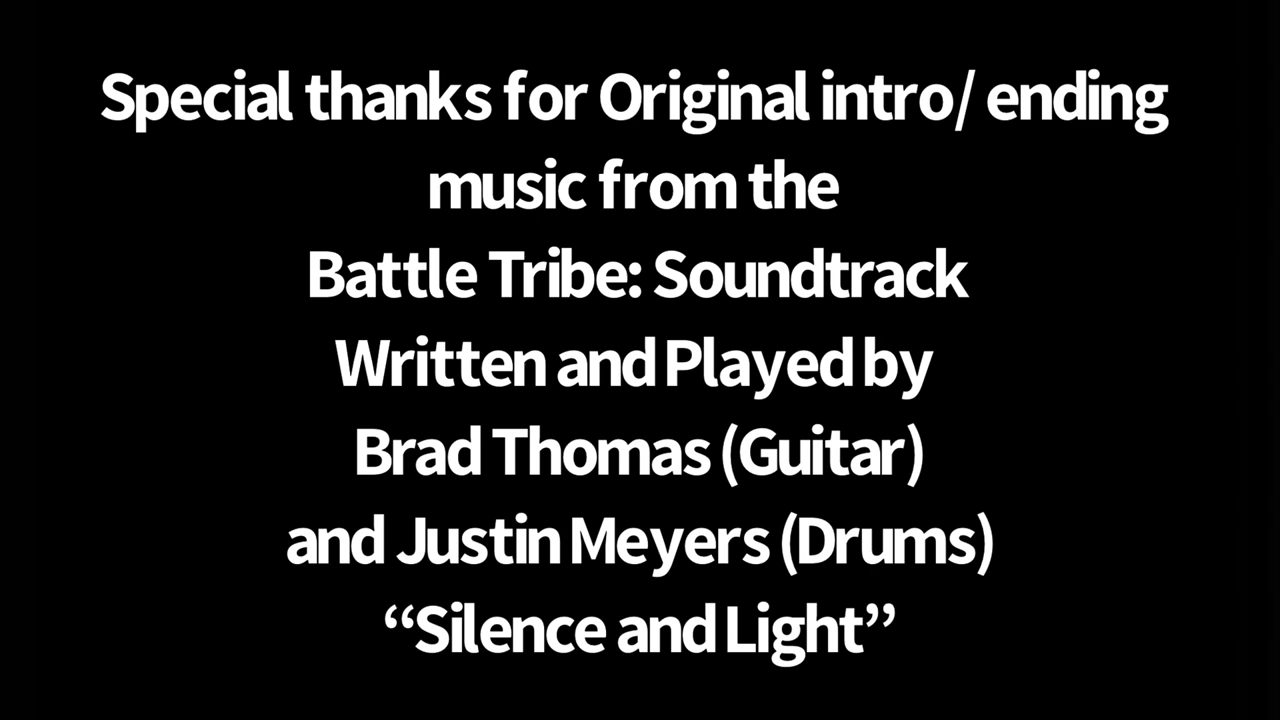 Special thanks for Original intro/ ending
music from the
Battle Tribe: Soundtrack
Written and Played by
Brad Thomas (Guitar)
and Justin Meyers (Drums)
“Silence and Light”